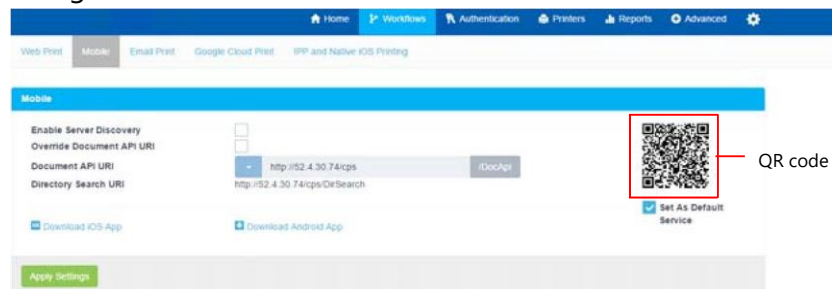 Home Workflows Authentication Printers Reports Advanced
Web Print Mobile Email Print Google Cloud Print IPP and Native iOS Printing
Mobile
Enable Server Discovery
Override Document API URI
Document API URI http://52.4.30.74/cps /DocApi
Directory Search URI http://52.4.30.74/cps/DirSearch
QR code
Set As Default
Service
Download iOS App Download Android App
Apply Settings